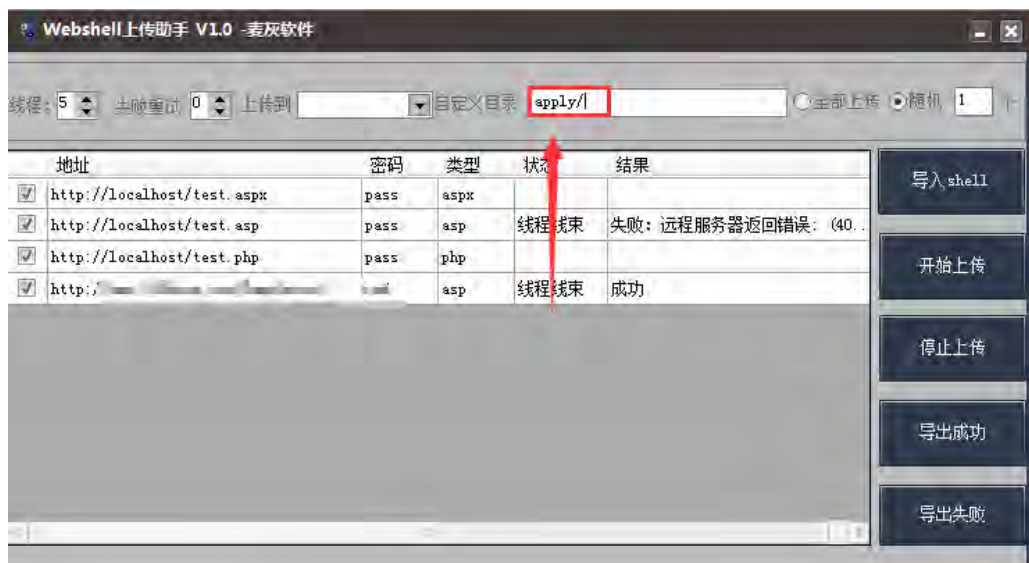 Webshell上传助手 V1.0 -麦灰软件
线程: 5 失败重试 0 上传到 自定义目录 apply/ 全部上传 随机 1 个
地址 密码 类型 状态 结果
http://localhost/test.aspx pass aspx
http://localhost/test.asp pass asp 线程线束 失败: 远程服务器返回错误: (40...
http://localhost/test.php pass php
http:/ asp 线程线束 成功
导入shell
开始上传
停止上传
导出成功
导出失败